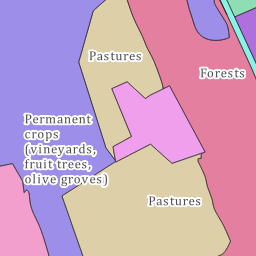 Pastures
Forests
Permanent
crops
(vineyards,
fruit trees,
olive groves)
Pastures